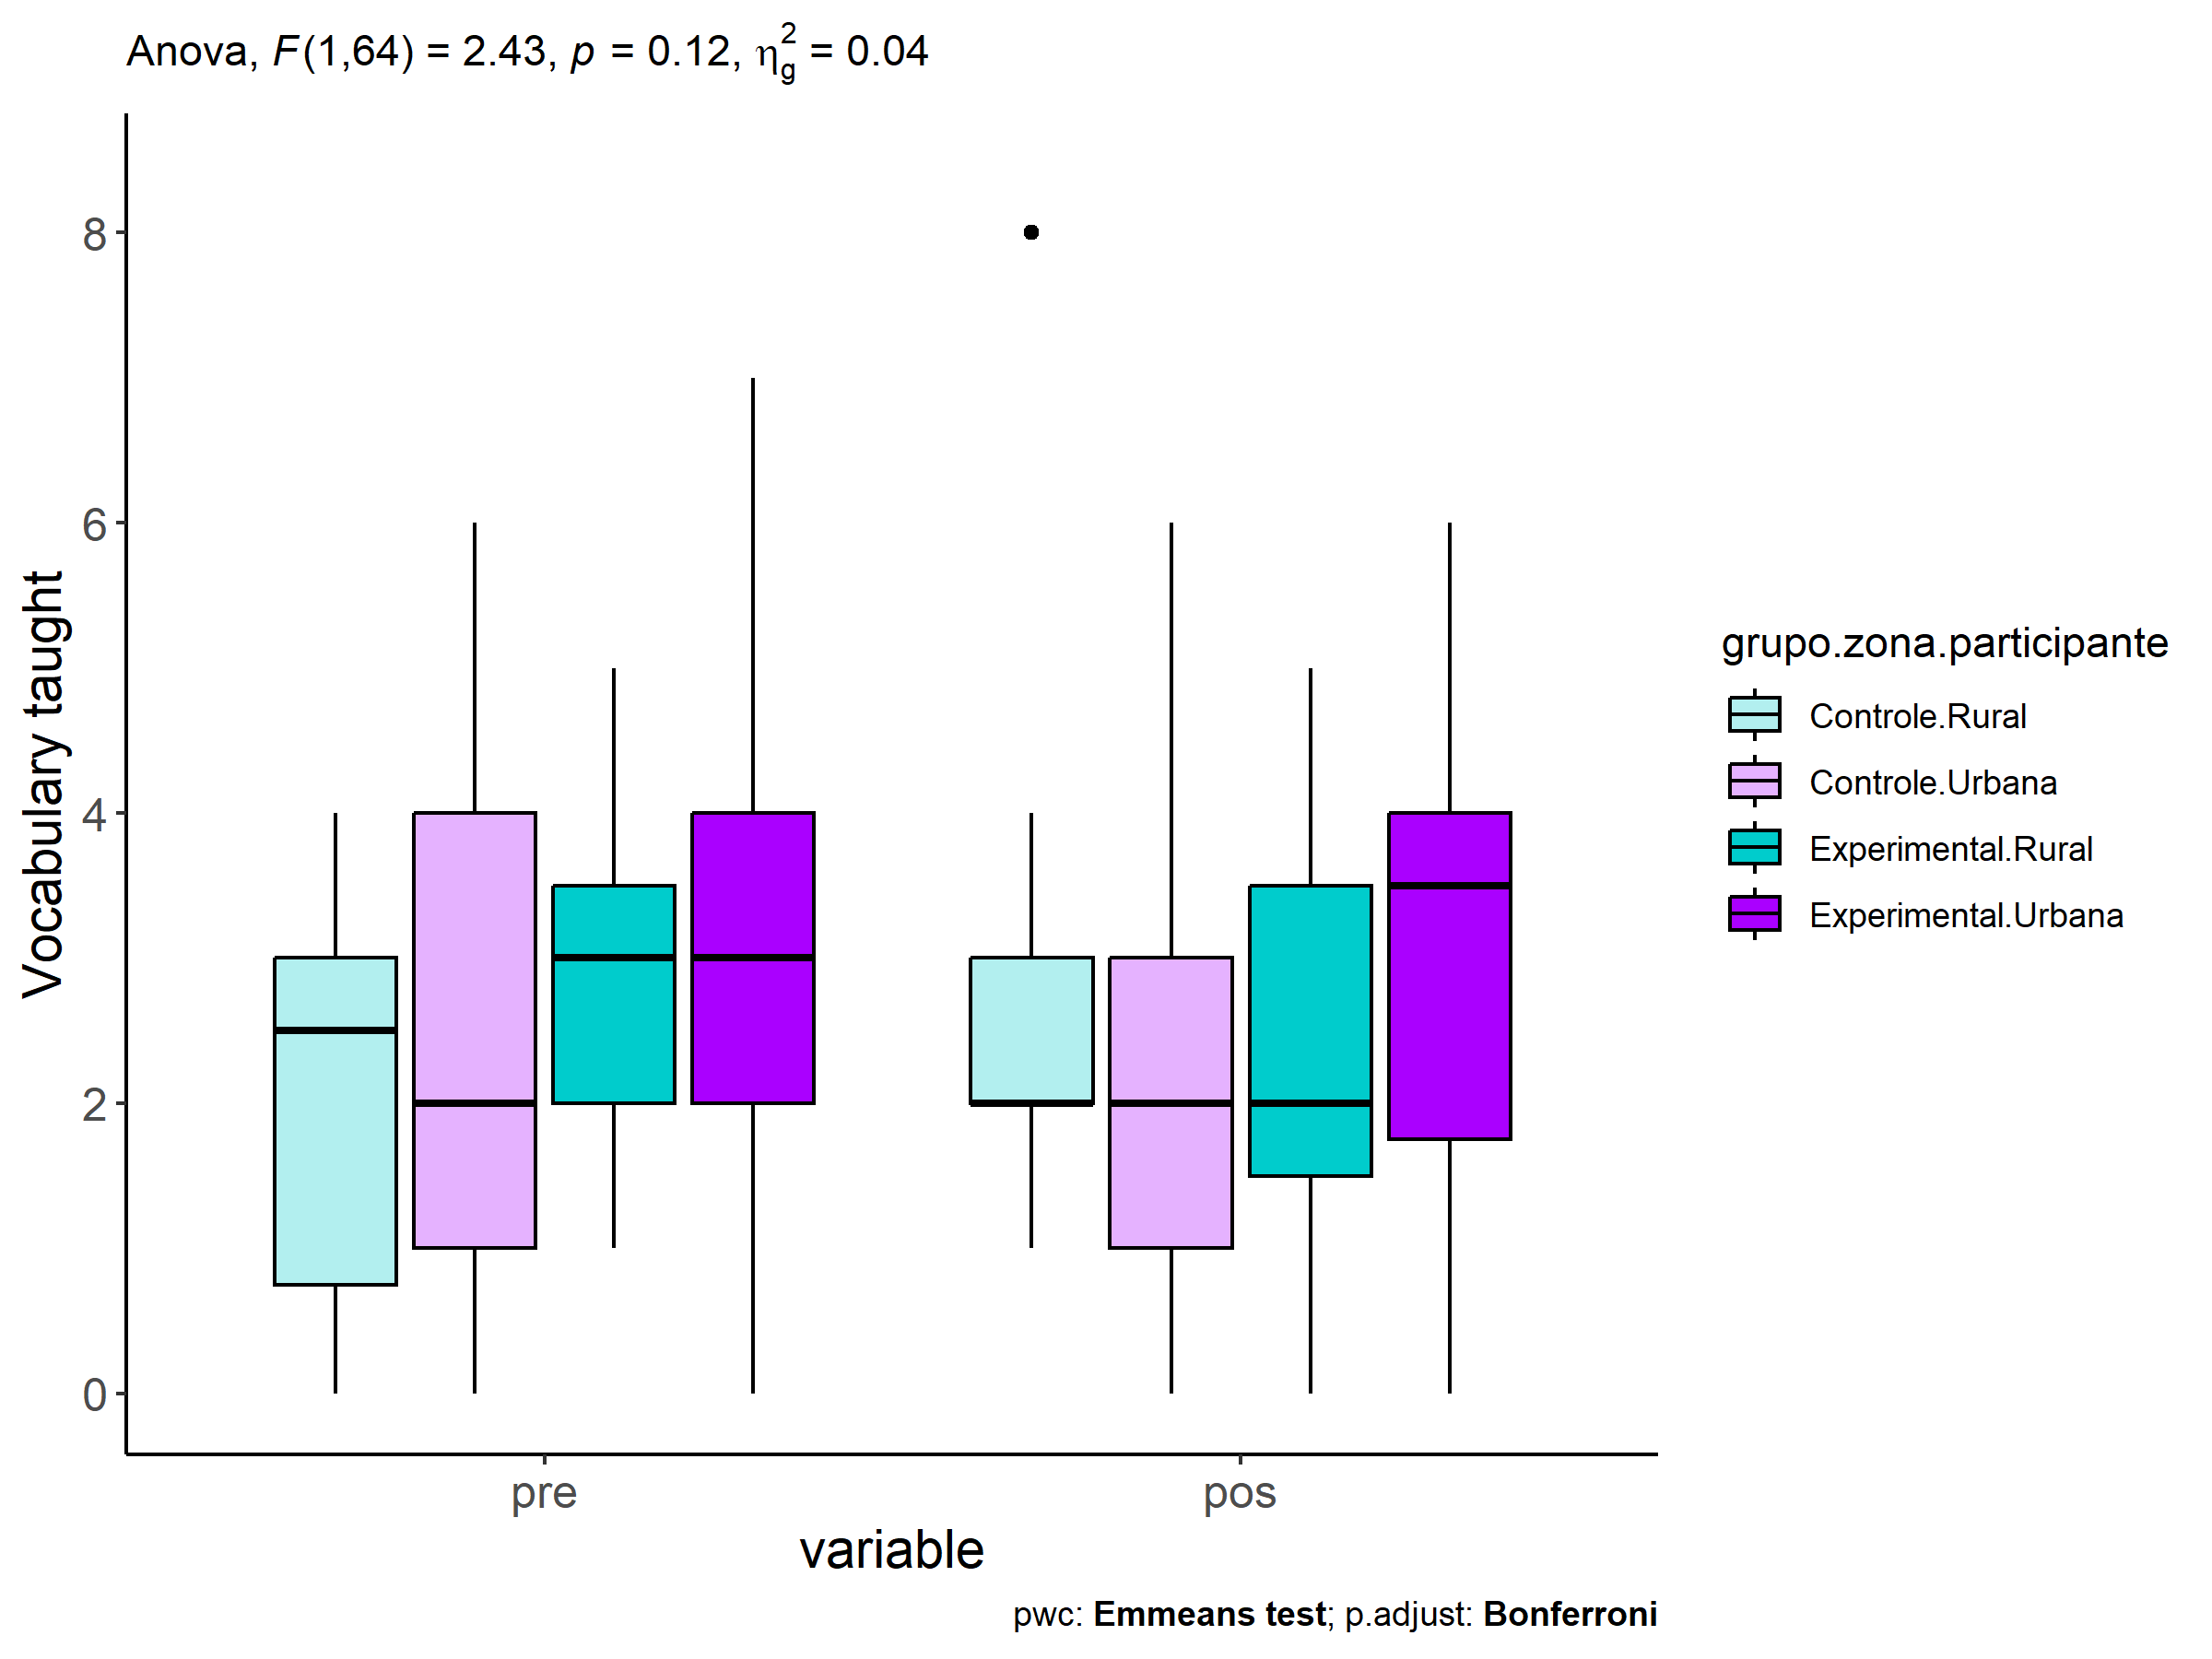 Anova, F(1,64) = 2.43, p = 0.12, η²g = 0.04
Vocabulary taught
8
6
4
2
0
pre
pos
variable
grupo.zona.participante
Controle.Rural
Controle.Urbana
Experimental.Rural
Experimental.Urbana
pwc: Emmeans test; p.adjust: Bonferroni